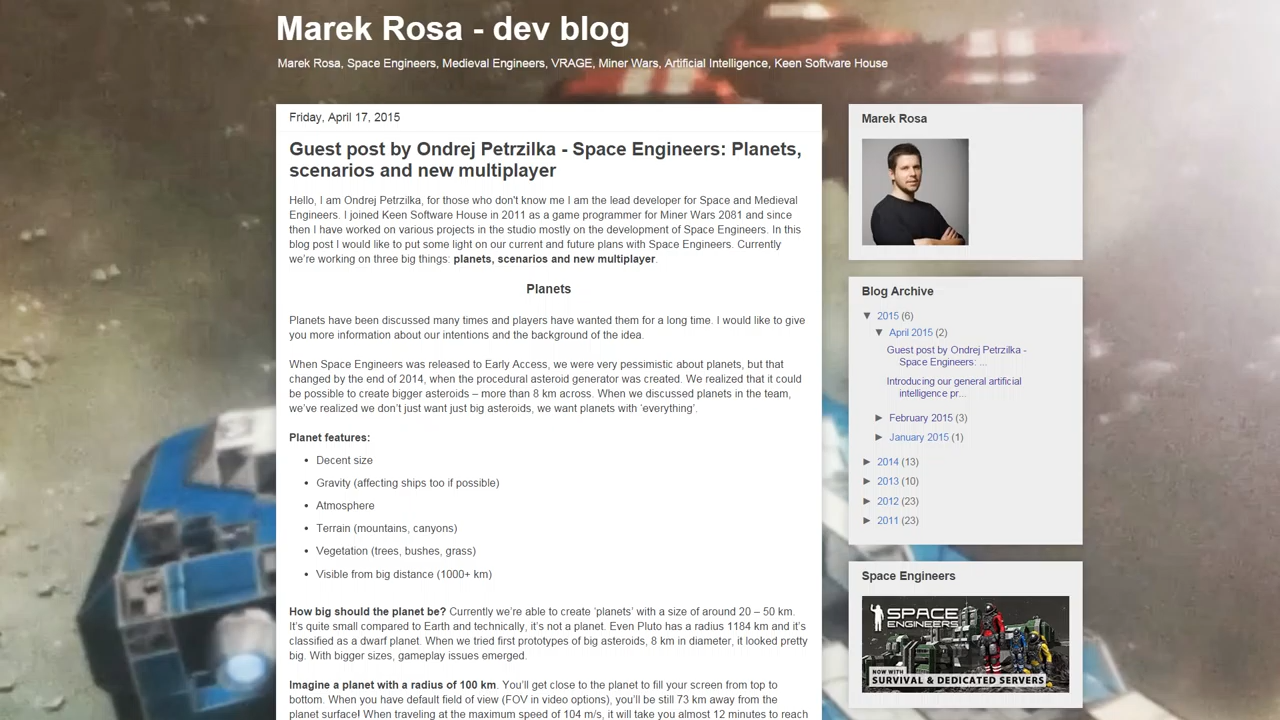 Marek Rosa - dev blog
Marek Rosa, Space Engineers, Medieval Engineers, VRAGE, Miner Wars, Artificial Intelligence, Keen Software House
Friday, April 17, 2015
Guest post by Ondrej Petrzilka - Space Engineers: Planets,
scenarios and new multiplayer
Hello, I am Ondrej Petrzilka, for those who don't know me I am the lead developer for Space and Medieval
Engineers. I joined Keen Software House in 2011 as a game programmer for Miner Wars 2081 and since
then I have worked on various projects in the studio mostly on the development of Space Engineers. In this
blog post I would like to put some light on our current and future plans with Space Engineers. Currently
we're working on three big things: planets, scenarios and new multiplayer.
Planets
Planets have been discussed many times and players have wanted them for a long time. I would like to give
you more information about our intentions and the background of the idea.
When Space Engineers was released to Early Access, we were very pessimistic about planets, but that
changed by the end of 2014, when the procedural asteroid generator was created. We realized that it could
be possible to create bigger asteroids – more than 8 km across. When we discussed planets in the team,
we've realized we don't just want just big asteroids, we want planets with 'everything'.
Planet features:
• Decent size
• Gravity (affecting ships too if possible)
• Atmosphere
• Terrain (mountains, canyons)
• Vegetation (trees, bushes, grass)
• Visible from big distance (1000+ km)
How big should the planet be? Currently we're able to create 'planets' with a size of around 20 – 50 km.
It's quite small compared to Earth and technically, it's not a planet. Even Pluto has a radius 1184 km and it's
classified as a dwarf planet. When we tried first prototypes of big asteroids, 8 km in diameter, it looked pretty
big. With bigger sizes, gameplay issues emerged.
Imagine a planet with a radius of 100 km. You'll get close to the planet to fill your screen from top to
bottom. When you have default field of view (FOV in video options), you'll be still 73 km away from the
planet surface! When traveling at the maximum speed of 104 m/s, it will take you almost 12 minutes to reach
Marek Rosa
Blog Archive
▼ 2015 (6)
▼ April 2015 (2)
Guest post by Ondrej Petrzilka -
Space Engineers: ...
Introducing our general artificial
intelligence pr...
► February 2015 (3)
► January 2015 (1)
► 2014 (13)
► 2013 (10)
► 2012 (23)
► 2011 (23)
Space Engineers
SPACE
ENGINEERS
NOW WITH
SURVIVAL & DEDICATED SERVERS